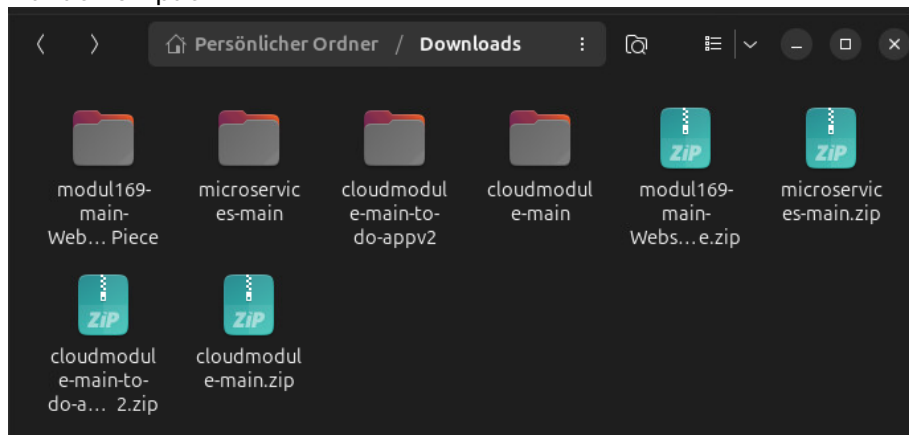 Persönlicher Ordner / Downloads
modul169-
main-
Web... Piece
microservic
es-main
cloudmodul
e-main-to-
do-appv2
cloudmodul
e-main
ZIP
modul169-
main-
Webs...e.zip
ZIP
microservic
es-main.zip
ZIP
cloudmodul
e-main-to-
do-a... 2.zip
ZIP
cloudmodul
e-main.zip